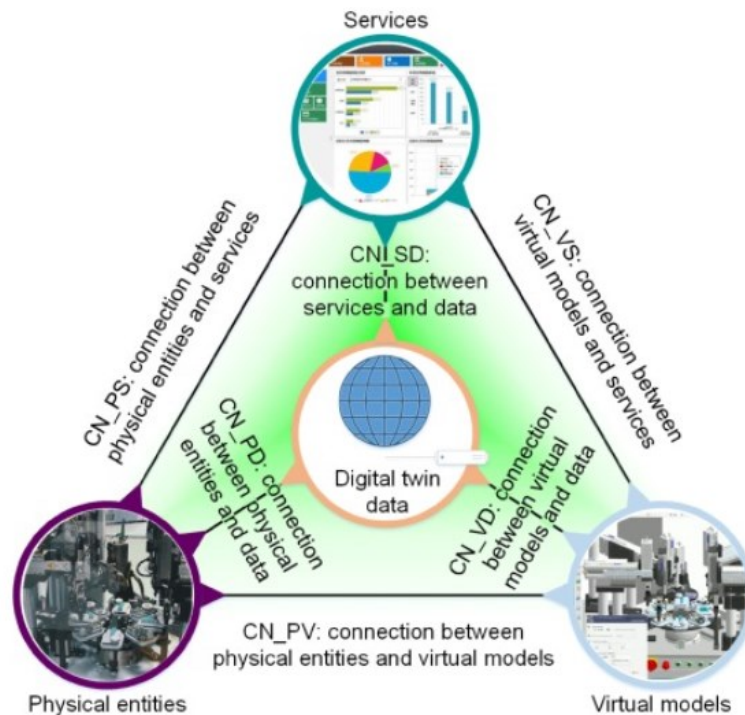 Services
CN_SD:
connection between
services and data
CN_PS: connection between
physical entities and services
CN_VS: connection between
virtual models and services
CN_PD: connection
between physical
entities and data
Digital twin
data
CN_VD: connection
between virtual
models and data
CN_PV: connection between
physical entities and virtual models
Physical entities
Virtual models